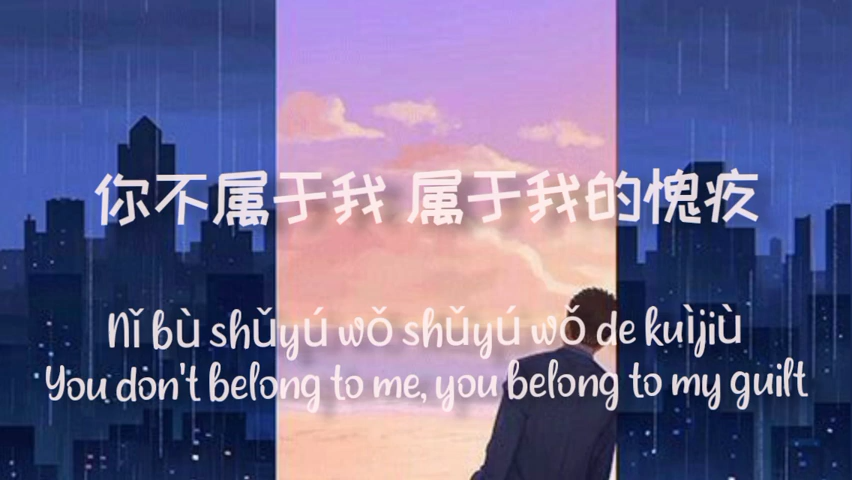 你不属于我 属于我的愧疚
Nǐ bù shǔyú wǒ shǔyú wǒ de kuìjiù
You don't belong to me, you belong to my guilt